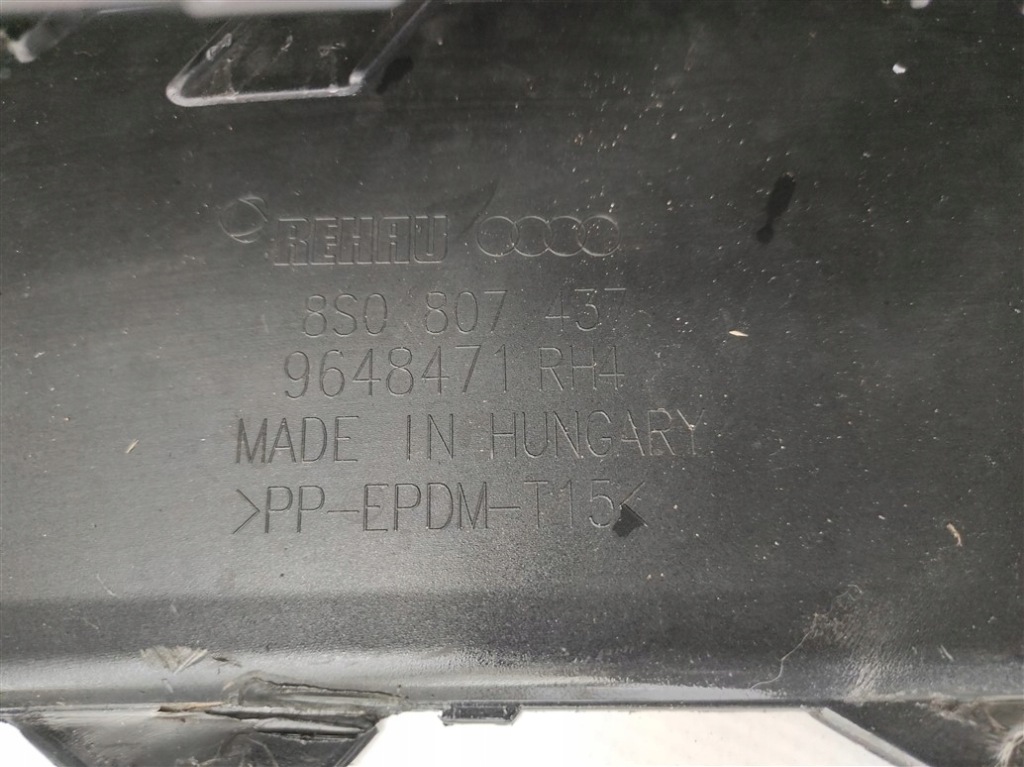 REHAU
8S0 807 437
9648471 RH4
MADE IN HUNGARY
>PP-EPDM-T15<